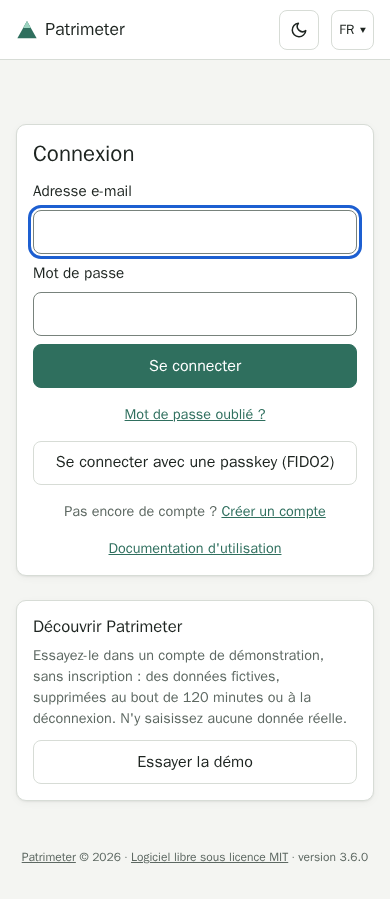 Patrimeter
FR ▾
Connexion
Adresse e-mail
Mot de passe
Se connecter
Mot de passe oublié ?
Se connecter avec une passkey (FIDO2)
Pas encore de compte ? Créer un compte
Documentation d'utilisation
Découvrir Patrimeter
Essayez-le dans un compte de démonstration,
sans inscription : des données fictives,
supprimées au bout de 120 minutes ou à la
déconnexion. N'y saisissez aucune donnée réelle.
Essayer la démo
Patrimeter © 2026 · Logiciel libre sous licence MIT · version 3.6.0